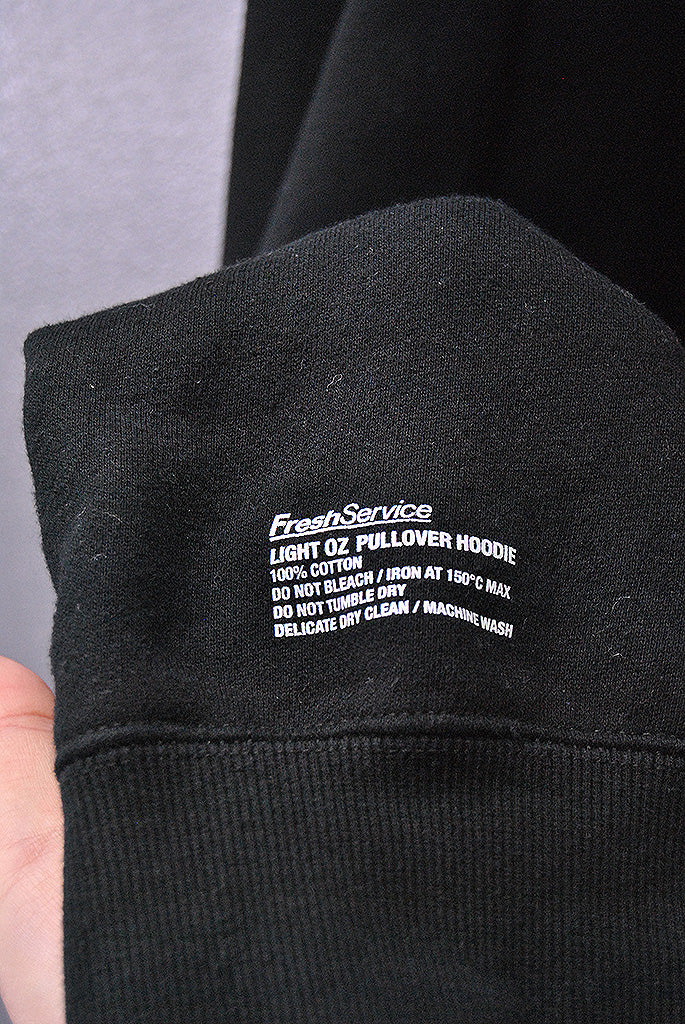 FreshService
LIGHT OZ PULLOVER HOODIE
100% COTTON
DO NOT BLEACH / IRON AT 150°C MAX
DO NOT TUMBLE DRY
DELICATE DRY CLEAN / MACHINE WASH